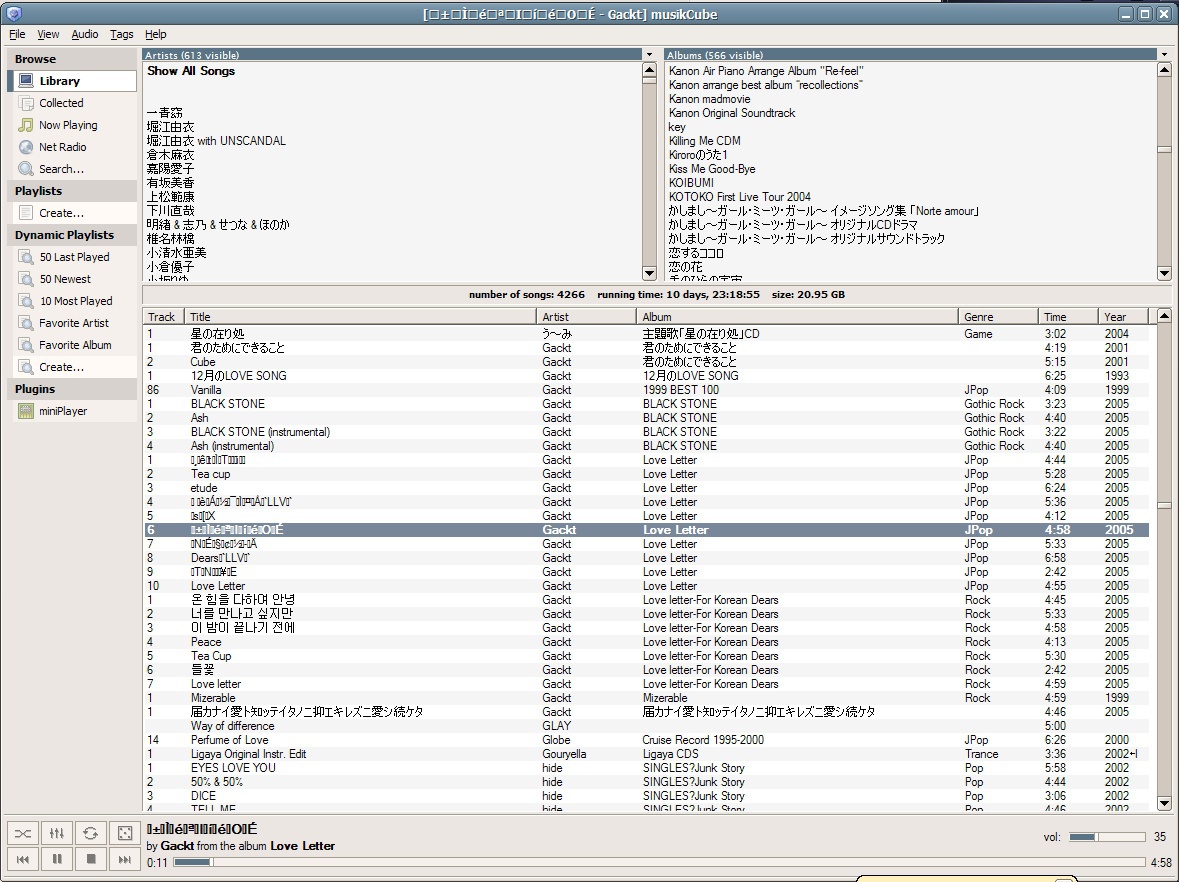 Gackt] musikCube
File View Audio Tags Help
Browse
Library
Collected
Now Playing
Net Radio
Search...
Playlists
Create...
Dynamic Playlists
50 Last Played
50 Newest
10 Most Played
Favorite Artist
Favorite Album
Create...
Plugins
miniPlayer
Artists (613 visible)
Show All Songs
一青窈
堀江由衣
堀江由衣 with UNSCANDAL
倉木麻衣
嘉陽愛子
有坂美香
上松範康
下川直哉
明緒 & 志乃 & せつな & ほのか
椎名林檎
小清水亜美
小倉優子
Albums (566 visible)
Kanon Air Piano Arrange Album "Re-feel"
Kanon arrange best album "recollections"
Kanon madmovie
Kanon Original Soundtrack
key
Killing Me CDM
Kiroroのうた1
Kiss Me Good-Bye
KOIBUMI
KOTOKO First Live Tour 2004
かしまし～ガール・ミーツ・ガール～ イメージソング集 「Norte amour」
かしまし～ガール・ミーツ・ガール～ オリジナルCDドラマ
かしまし～ガール・ミーツ・ガール～ オリジナルサウンドトラック
恋するココロ
恋の花
number of songs: 4266 running time: 10 days, 23:18:55 size: 20.95 GB
Track Title Artist Album Genre Time Year
1 星の在り処 う～み 主題歌「星の在り処」CD Game 3:02 2004
1 君のためにできること Gackt 君のためにできること 4:19 2001
2 Cube Gackt 君のためにできること 5:15 2001
1 12月のLOVE SONG Gackt 12月のLOVE SONG 6:25 1993
86 Vanilla Gackt 1999 BEST 100 JPop 4:09 1999
1 BLACK STONE Gackt BLACK STONE Gothic Rock 3:23 2005
2 Ash Gackt BLACK STONE Gothic Rock 4:40 2005
3 BLACK STONE (instrumental) Gackt BLACK STONE Gothic Rock 3:22 2005
4 Ash (instrumental) Gackt BLACK STONE Gothic Rock 4:40 2005
1 Gackt Love Letter JPop 4:44 2005
2 Tea cup Gackt Love Letter JPop 5:28 2005
3 etude Gackt Love Letter JPop 6:24 2005
4 Gackt Love Letter JPop 5:36 2005
5 Gackt Love Letter JPop 4:12 2005
6 Gackt Love Letter JPop 4:58 2005
7 Gackt Love Letter JPop 5:33 2005
8 Gackt Love Letter JPop 6:58 2005
9 Gackt Love Letter JPop 2:42 2005
10 Love Letter Gackt Love Letter JPop 4:55 2005
1 온 힘을 다하여 안녕 Gackt Love letter-For Korean Dears Rock 4:45 2005
2 너를 만나고 싶지만 Gackt Love letter-For Korean Dears Rock 5:33 2005
3 이 밤이 끝나기 전에 Gackt Love letter-For Korean Dears Rock 4:58 2005
4 Peace Gackt Love letter-For Korean Dears Rock 4:13 2005
5 Tea Cup Gackt Love letter-For Korean Dears Rock 5:30 2005
6 들꽃 Gackt Love letter-For Korean Dears Rock 2:42 2005
7 Love letter Gackt Love letter-For Korean Dears Rock 4:59 2005
1 Mizerable Gackt Mizerable Rock 4:59 1999
1 届カナイ愛ト知ッテイタノニ抑エキレズニ愛シ続ケタ Gackt 届カナイ愛ト知ッテイタノニ抑エキレズニ愛シ続ケタ 4:46 2005
Way of difference GLAY 5:00
14 Perfume of Love Globe Cruise Record 1995-2000 JPop 6:26 2000
1 Ligaya Original Instr. Edit Gouryella Ligaya CDS Trance 3:36 2002
1 EYES LOVE YOU hide SINGLES?Junk Story Pop 5:58 2002
2 50% & 50% hide SINGLES?Junk Story Pop 4:44 2002
3 DICE hide SINGLES?Junk Story Pop 3:06 2002
4 TELL ME hide SINGLES?Junk Story Pop 4:46 2002
by Gackt from the album Love Letter
vol: 35
0:11 4:58